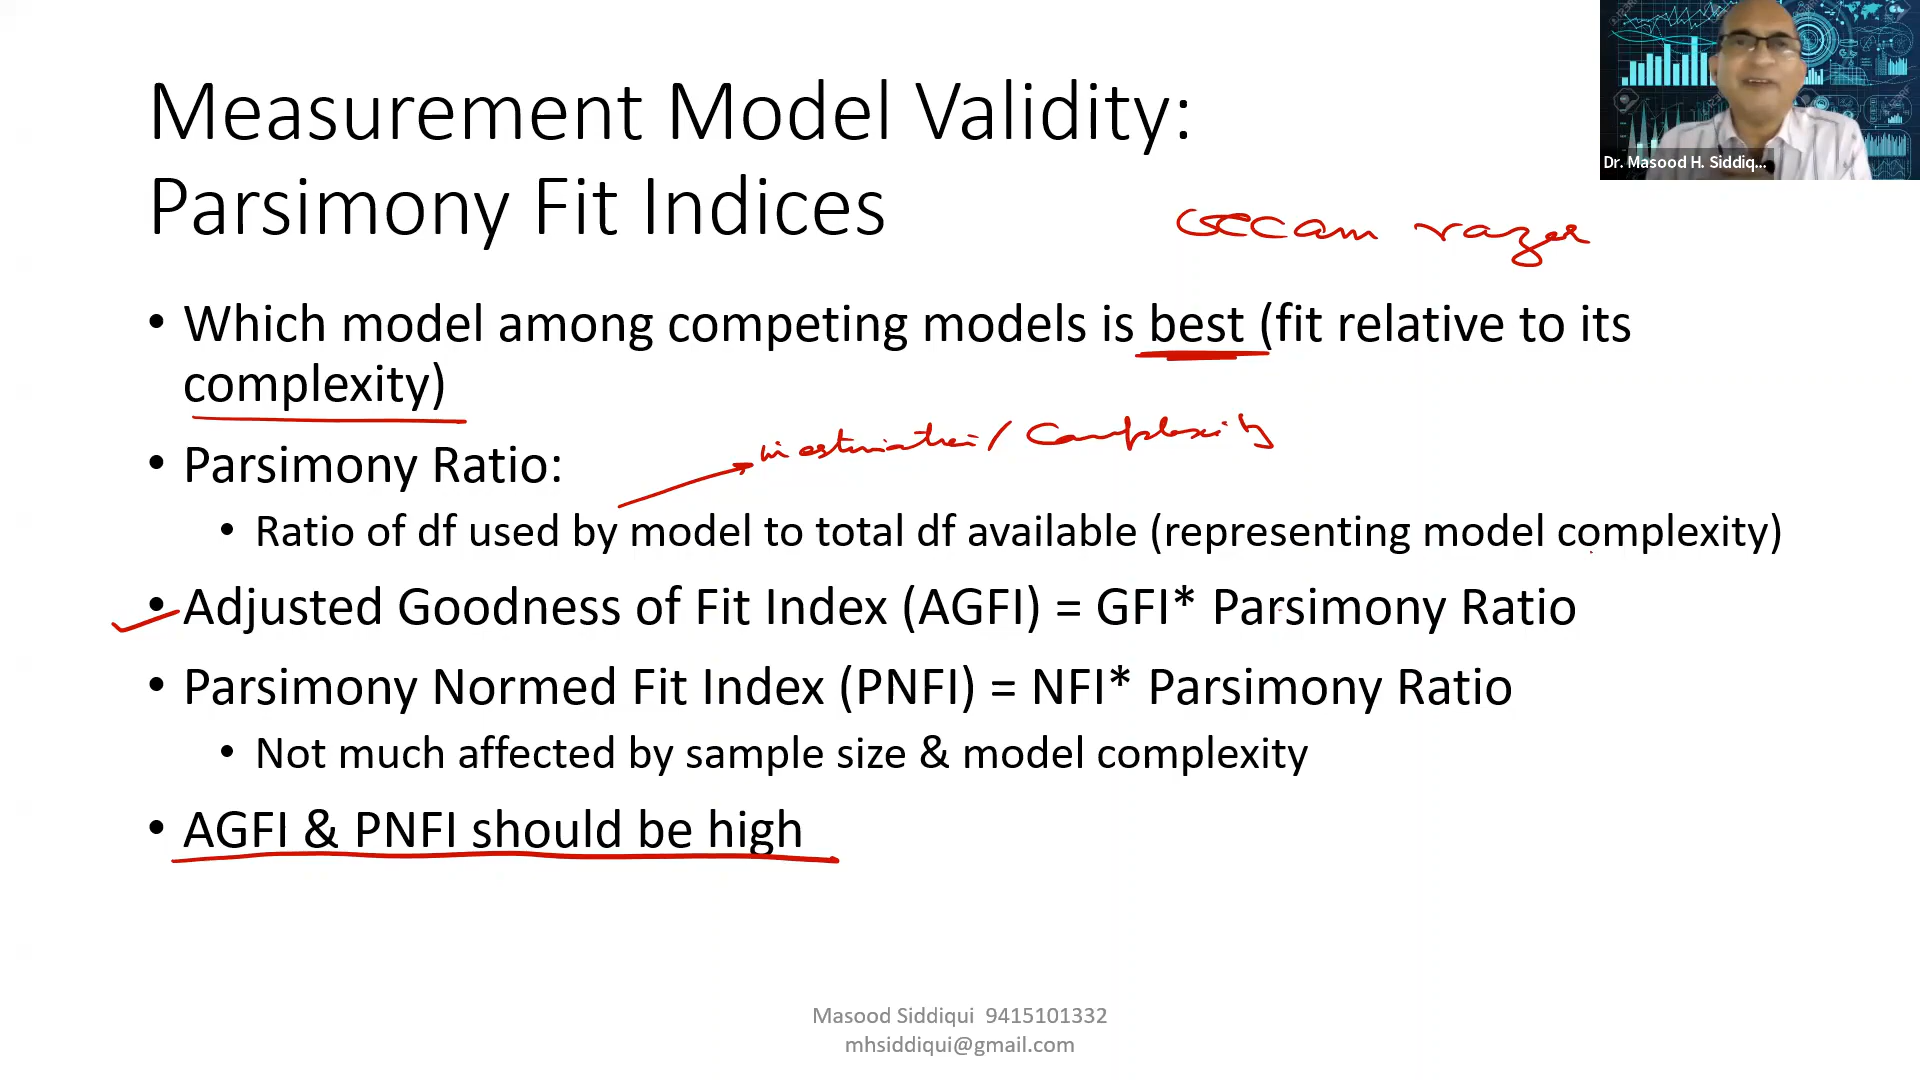 Measurement Model Validity:
Parsimony Fit Indices
Dr. Masood H. Siddiq...
Occam razor
• Which model among competing models is best (fit relative to its
complexity)
in estimation / Complexity
• Parsimony Ratio:
• Ratio of df used by model to total df available (representing model complexity)
• Adjusted Goodness of Fit Index (AGFI) = GFI* Parsimony Ratio
• Parsimony Normed Fit Index (PNFI) = NFI* Parsimony Ratio
• Not much affected by sample size & model complexity
• AGFI & PNFI should be high
Masood Siddiqui 9415101332
mhsiddiqui@gmail.com